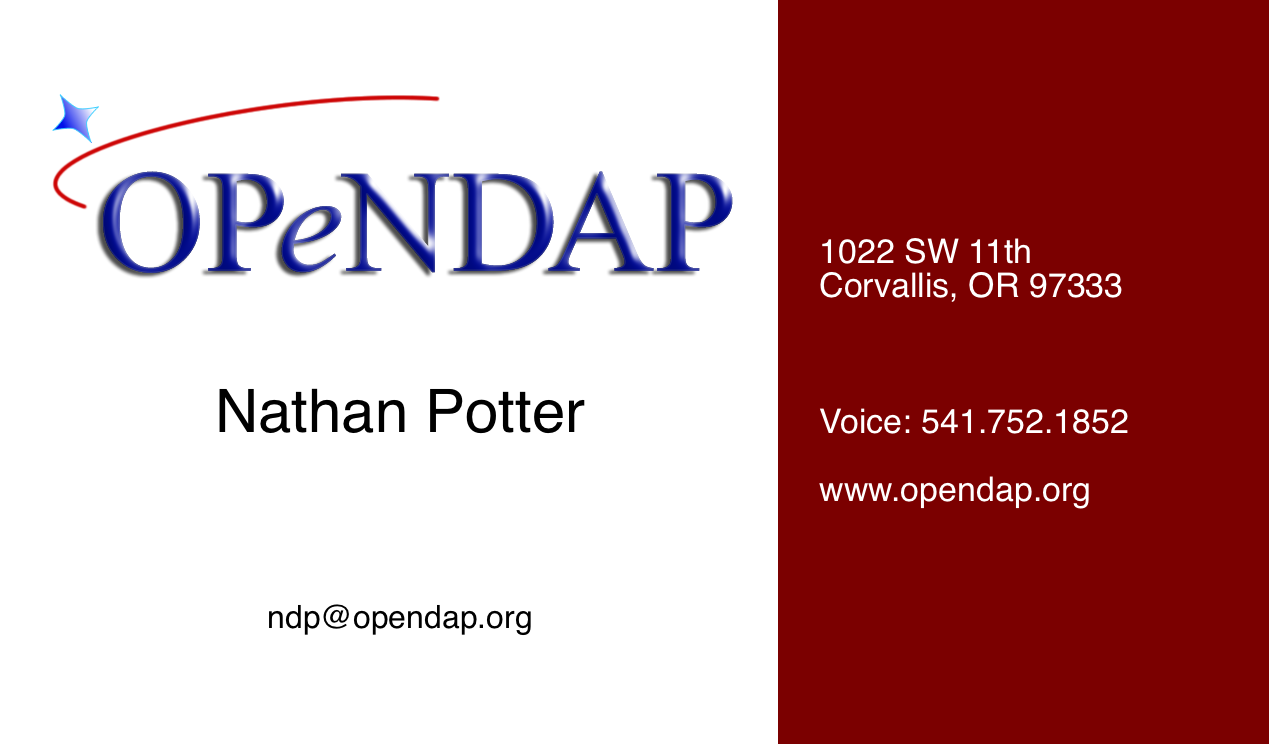 OPeNDAP
Nathan Potter
ndp@opendap.org
1022 SW 11th
Corvallis, OR 97333
Voice: 541.752.1852
www.opendap.org